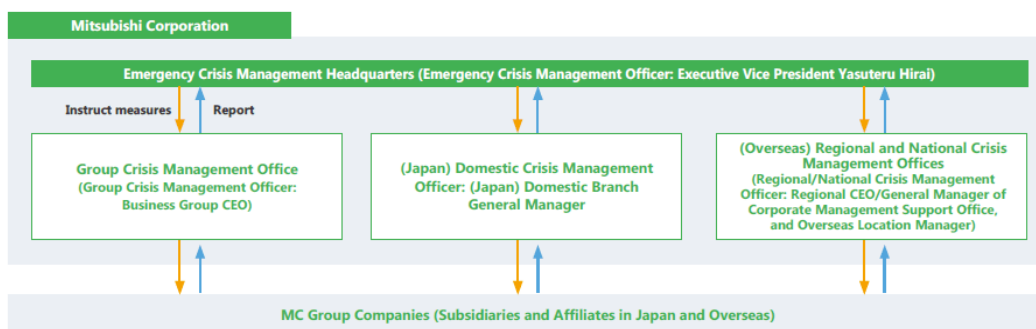 Mitsubishi Corporation
Emergency Crisis Management Headquarters (Emergency Crisis Management Officer: Executive Vice President Yasuteru Hirai)
Instruct measures
Report
Group Crisis Management Office
(Group Crisis Management Officer:
Business Group CEO)
(Japan) Domestic Crisis Management
Officer: (Japan) Domestic Branch
General Manager
(Overseas) Regional and National Crisis
Management Offices
(Regional/National Crisis Management
Officer: Regional CEO/General Manager of
Corporate Management Support Office,
and Overseas Location Manager)
MC Group Companies (Subsidiaries and Affiliates in Japan and Overseas)